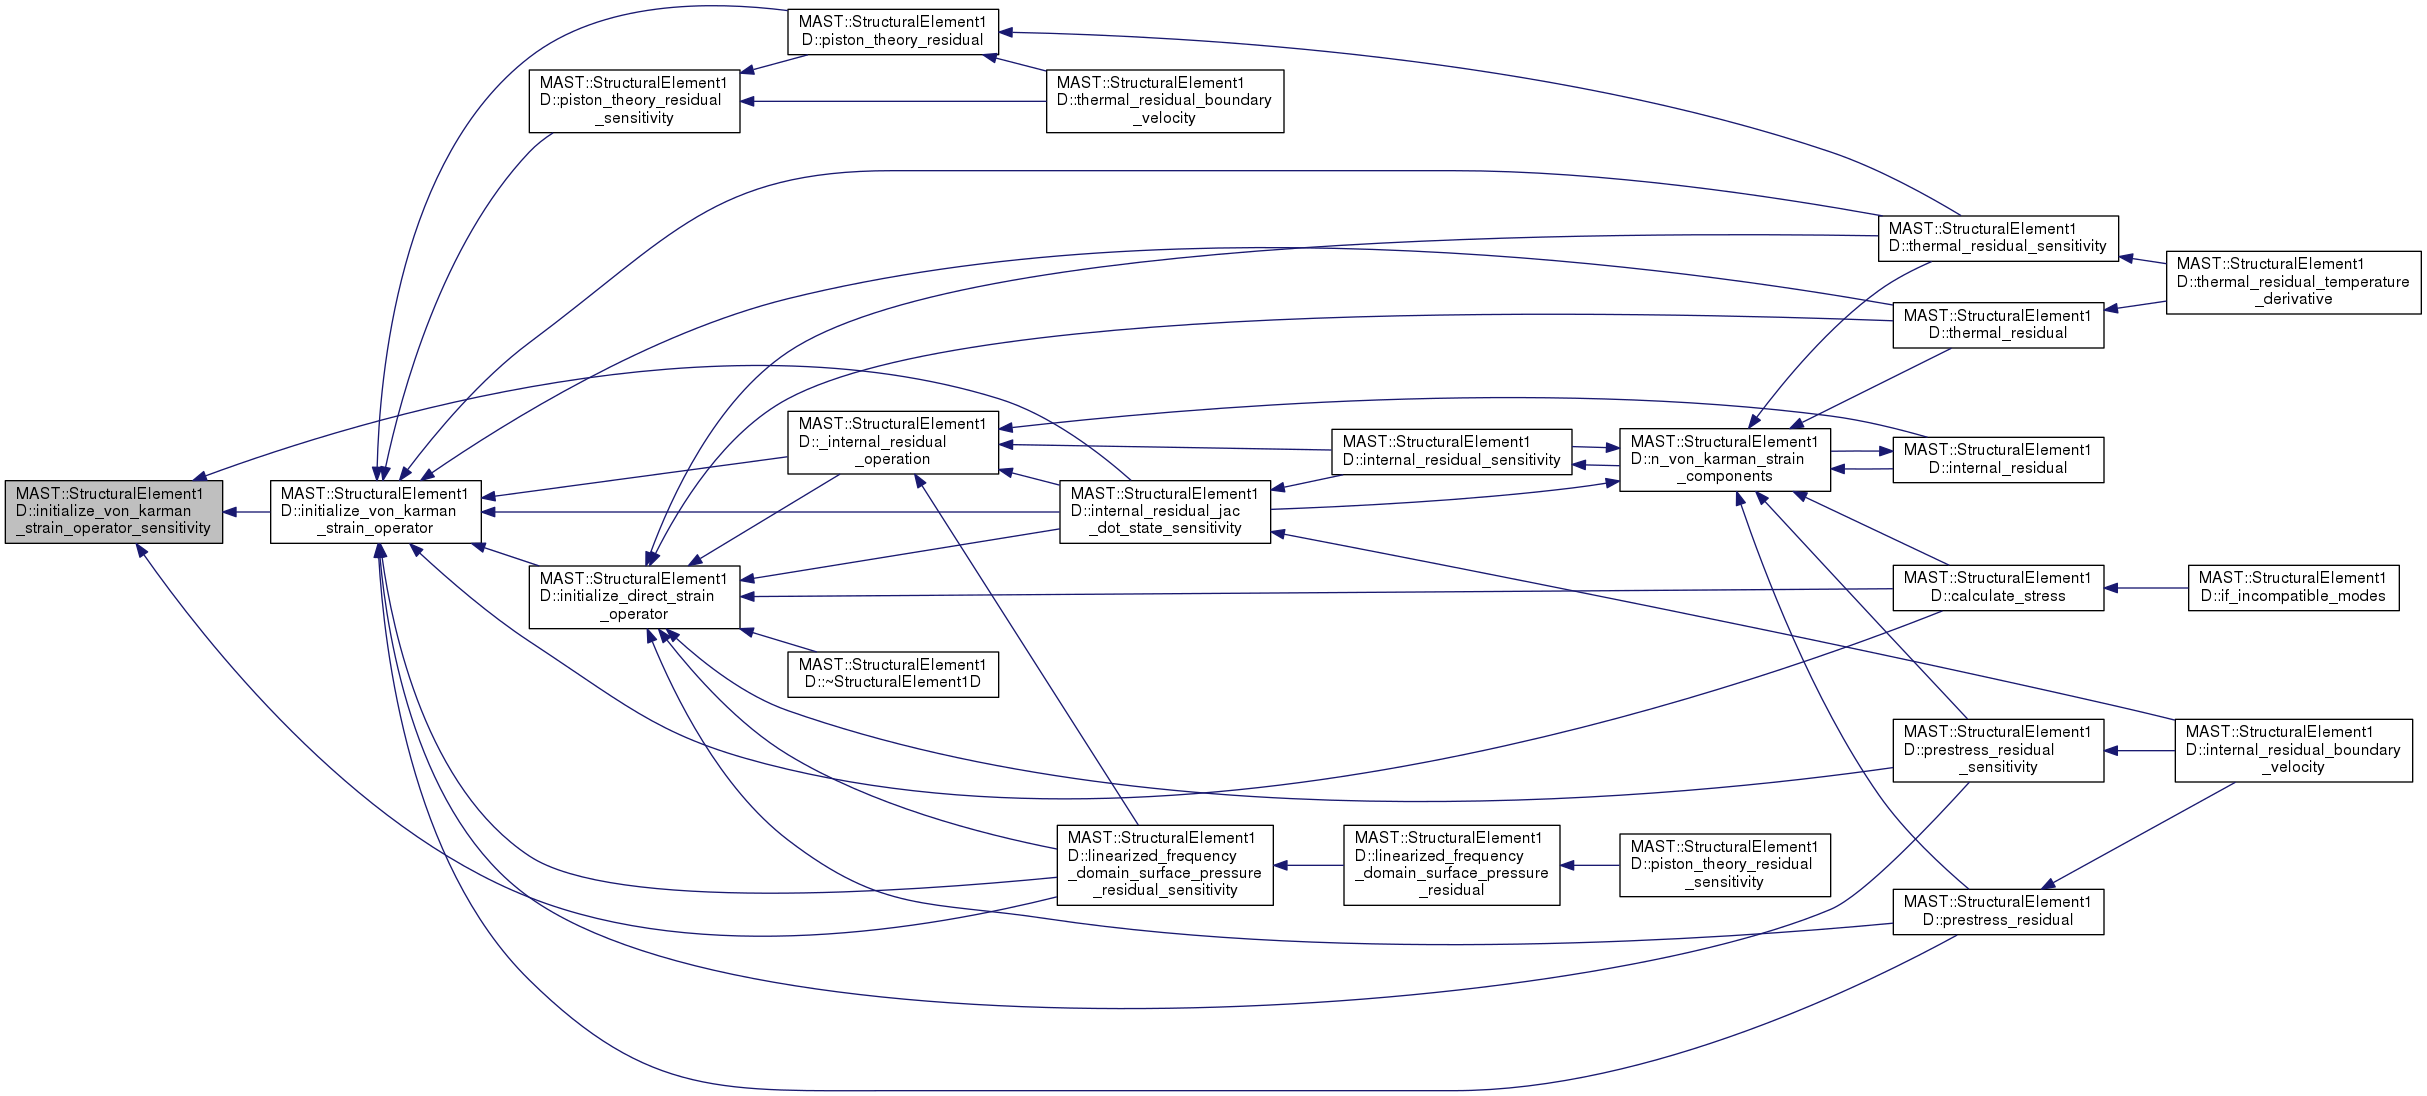 MAST::StructuralElement1
D::piston_theory_residual
MAST::StructuralElement1
D::piston_theory_residual
_sensitivity
MAST::StructuralElement1
D::thermal_residual_boundary
_velocity
MAST::StructuralElement1
D::thermal_residual_sensitivity
MAST::StructuralElement1
D::thermal_residual_temperature
_derivative
MAST::StructuralElement1
D::thermal_residual
MAST::StructuralElement1
D::_internal_residual
_operation
MAST::StructuralElement1
D::internal_residual_sensitivity
MAST::StructuralElement1
D::n_von_karman_strain
_components
MAST::StructuralElement1
D::internal_residual
MAST::StructuralElement1
D::initialize_von_karman
_strain_operator_sensitivity
MAST::StructuralElement1
D::initialize_von_karman
_strain_operator
MAST::StructuralElement1
D::internal_residual_jac
_dot_state_sensitivity
MAST::StructuralElement1
D::initialize_direct_strain
_operator
MAST::StructuralElement1
D::calculate_stress
MAST::StructuralElement1
D::if_incompatible_modes
MAST::StructuralElement1
D::~StructuralElement1D
MAST::StructuralElement1
D::prestress_residual
_sensitivity
MAST::StructuralElement1
D::internal_residual_boundary
_velocity
MAST::StructuralElement1
D::linearized_frequency
_domain_surface_pressure
_residual_sensitivity
MAST::StructuralElement1
D::linearized_frequency
_domain_surface_pressure
_residual
MAST::StructuralElement1
D::piston_theory_residual
_sensitivity
MAST::StructuralElement1
D::prestress_residual